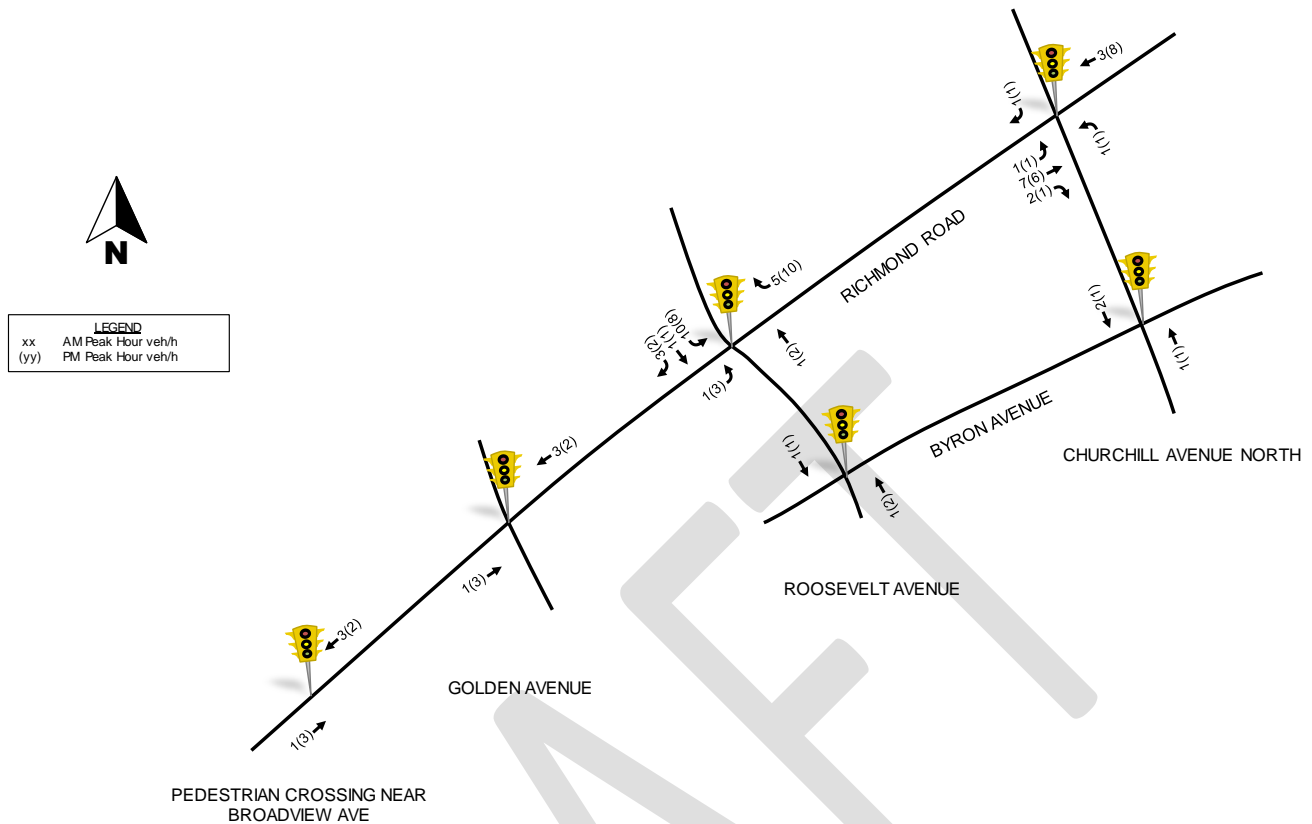 3(8)
1(1)
1(1)
1(1)
7(6)
2(1)
N
RICHMOND ROAD
5(10)
LEGEND
xx AM Peak Hour veh/h
(yy) PM Peak Hour veh/h
10(8)
1(1)
3(2)
1(2)
2(1)
1(1)
1(3)
BYRON AVENUE
CHURCHILL AVENUE NORTH
3(2)
1(1)
1(2)
1(3)
ROOSEVELT AVENUE
3(2)
GOLDEN AVENUE
1(3)
PEDESTRIAN CROSSING NEAR
BROADVIEW AVE